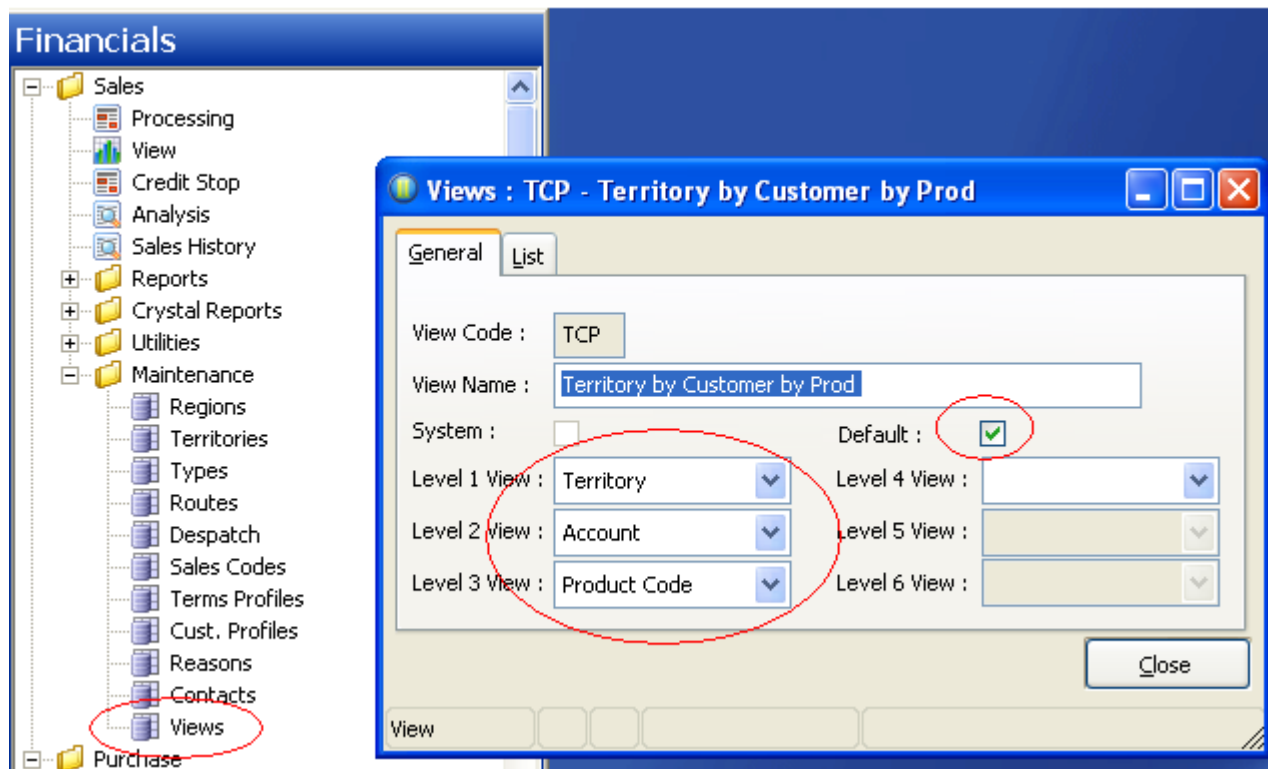 Financials
Sales
Processing
View
Credit Stop
Analysis
Sales History
Reports
Crystal Reports
Utilities
Maintenance
Regions
Territories
Types
Routes
Despatch
Sales Codes
Terms Profiles
Cust. Profiles
Reasons
Contacts
Views
Purchase
Views : TCP - Territory by Customer by Prod
General List
View Code : TCP
View Name : Territory by Customer by Prod
System : Default :
Level 1 View : Territory Level 4 View :
Level 2 View : Account Level 5 View :
Level 3 View : Product Code Level 6 View :
Close
View